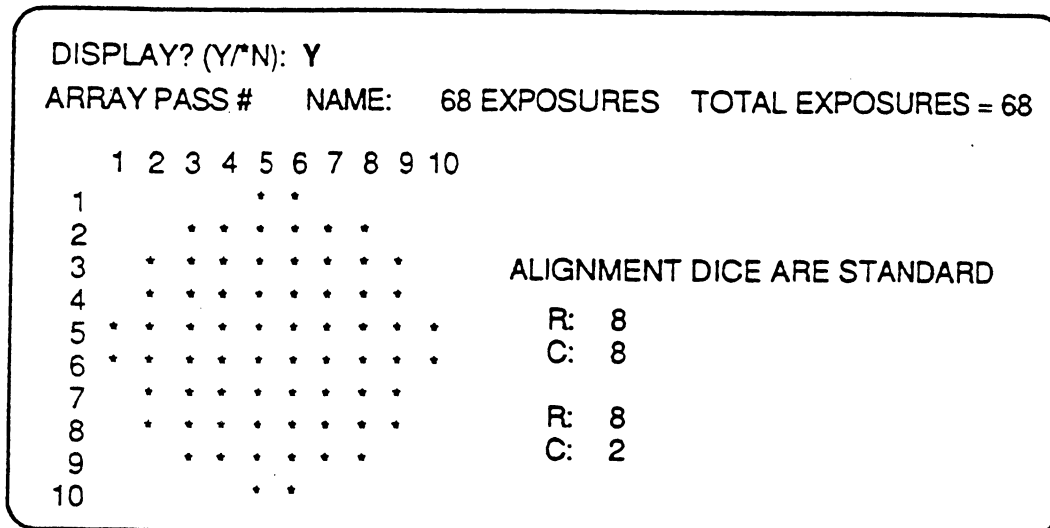 DISPLAY? (Y/*N): Y
ARRAY PASS # NAME: 68 EXPOSURES TOTAL EXPOSURES = 68
1 2 3 4 5 6 7 8 9 10
1 * *
2 * * * * * *
3 * * * * * * * *
ALIGNMENT DICE ARE STANDARD
4 * * * * * * * *
5 * * * * * * * * * * R: 8
6 * * * * * * * * * * C: 8
7 * * * * * * * *
8 * * * * * * * * R: 8
9 * * * * * * C: 2
10 * *